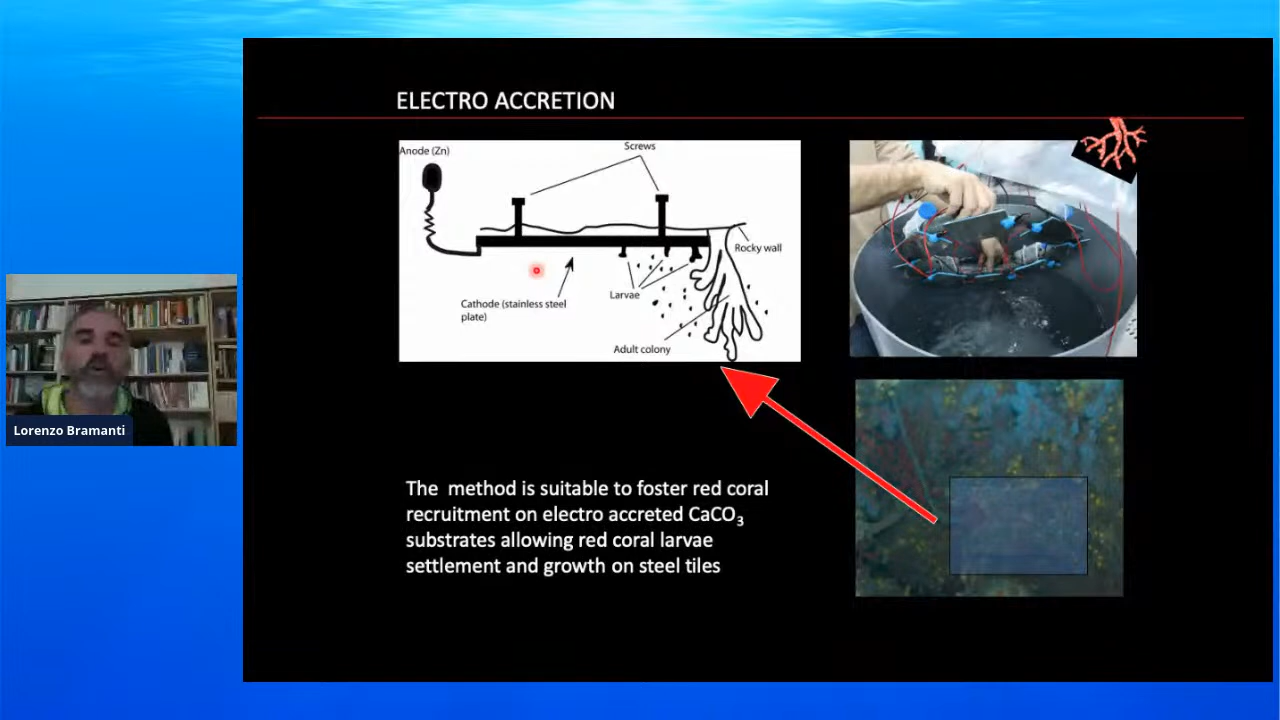 ELECTRO ACCRETION
Anode (Zn)
Screws
Rocky wall
Larvae
Cathode (stainless steel
plate)
Adult colony
Lorenzo Bramanti
The  method is suitable to foster red coral
recruitment on electro accreted CaCO₃
substrates allowing red coral larvae
settlement and growth on steel tiles